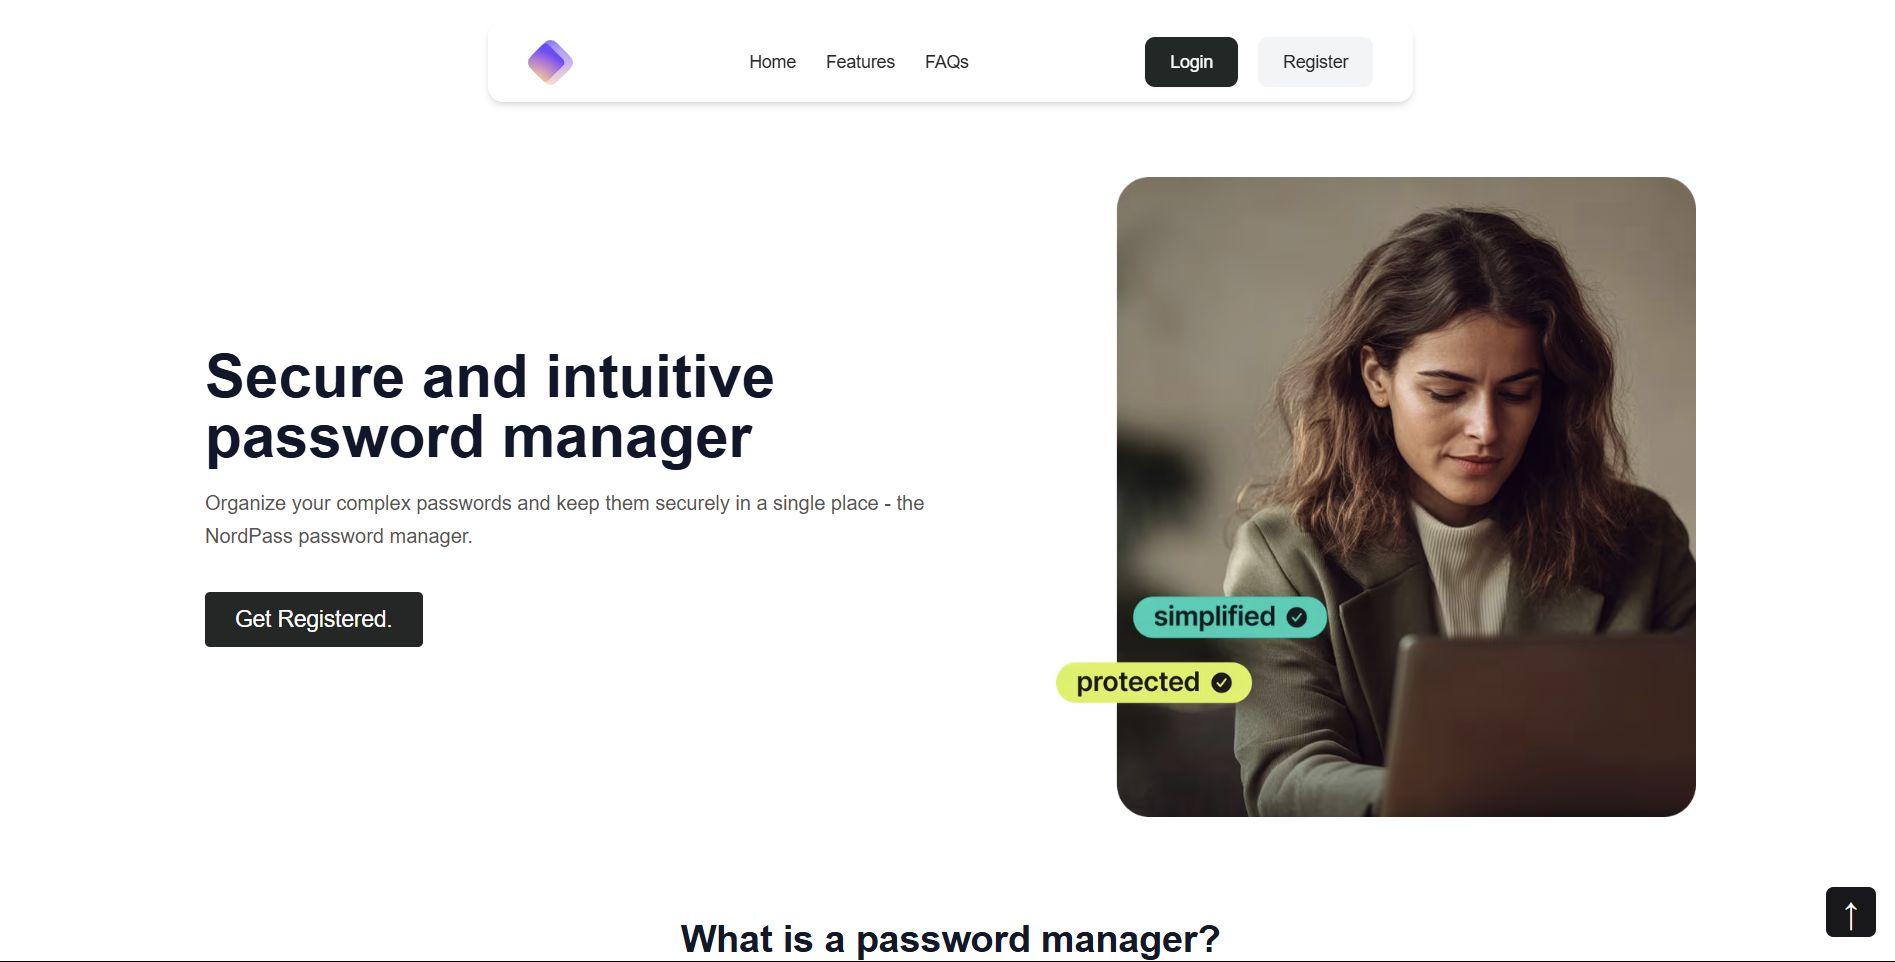 Home Features FAQs Login Register
Secure and intuitive
password manager
Organize your complex passwords and keep them securely in a single place - the
NordPass password manager.
Get Registered.
simplified
protected
What is a password manager?